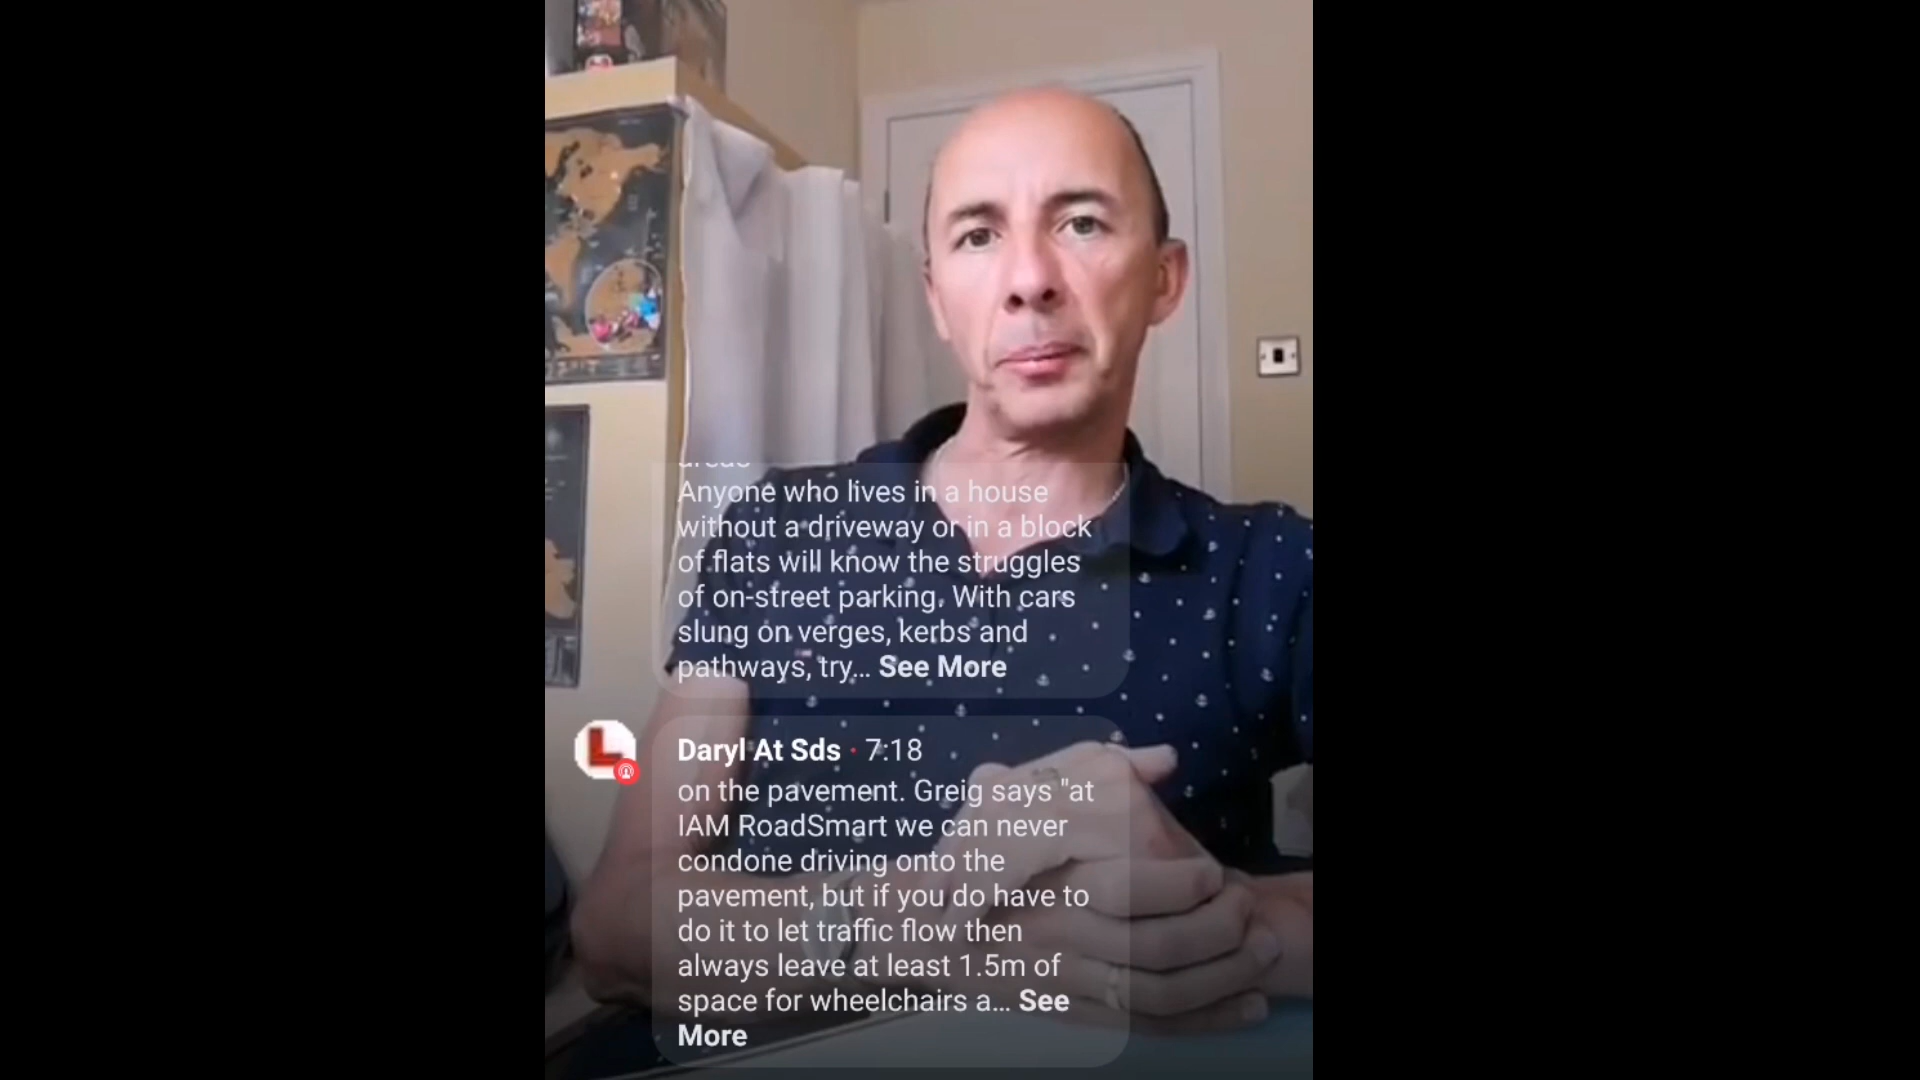 areas
Anyone who lives in a house
without a driveway or in a block
of flats will know the struggles
of on-street parking. With cars
slung on verges, kerbs and
pathways, try... See More
L
Daryl At Sds · 7:18
on the pavement. Greig says "at
IAM RoadSmart we can never
condone driving onto the
pavement, but if you do have to
do it to let traffic flow then
always leave at least 1.5m of
space for wheelchairs a... See
More